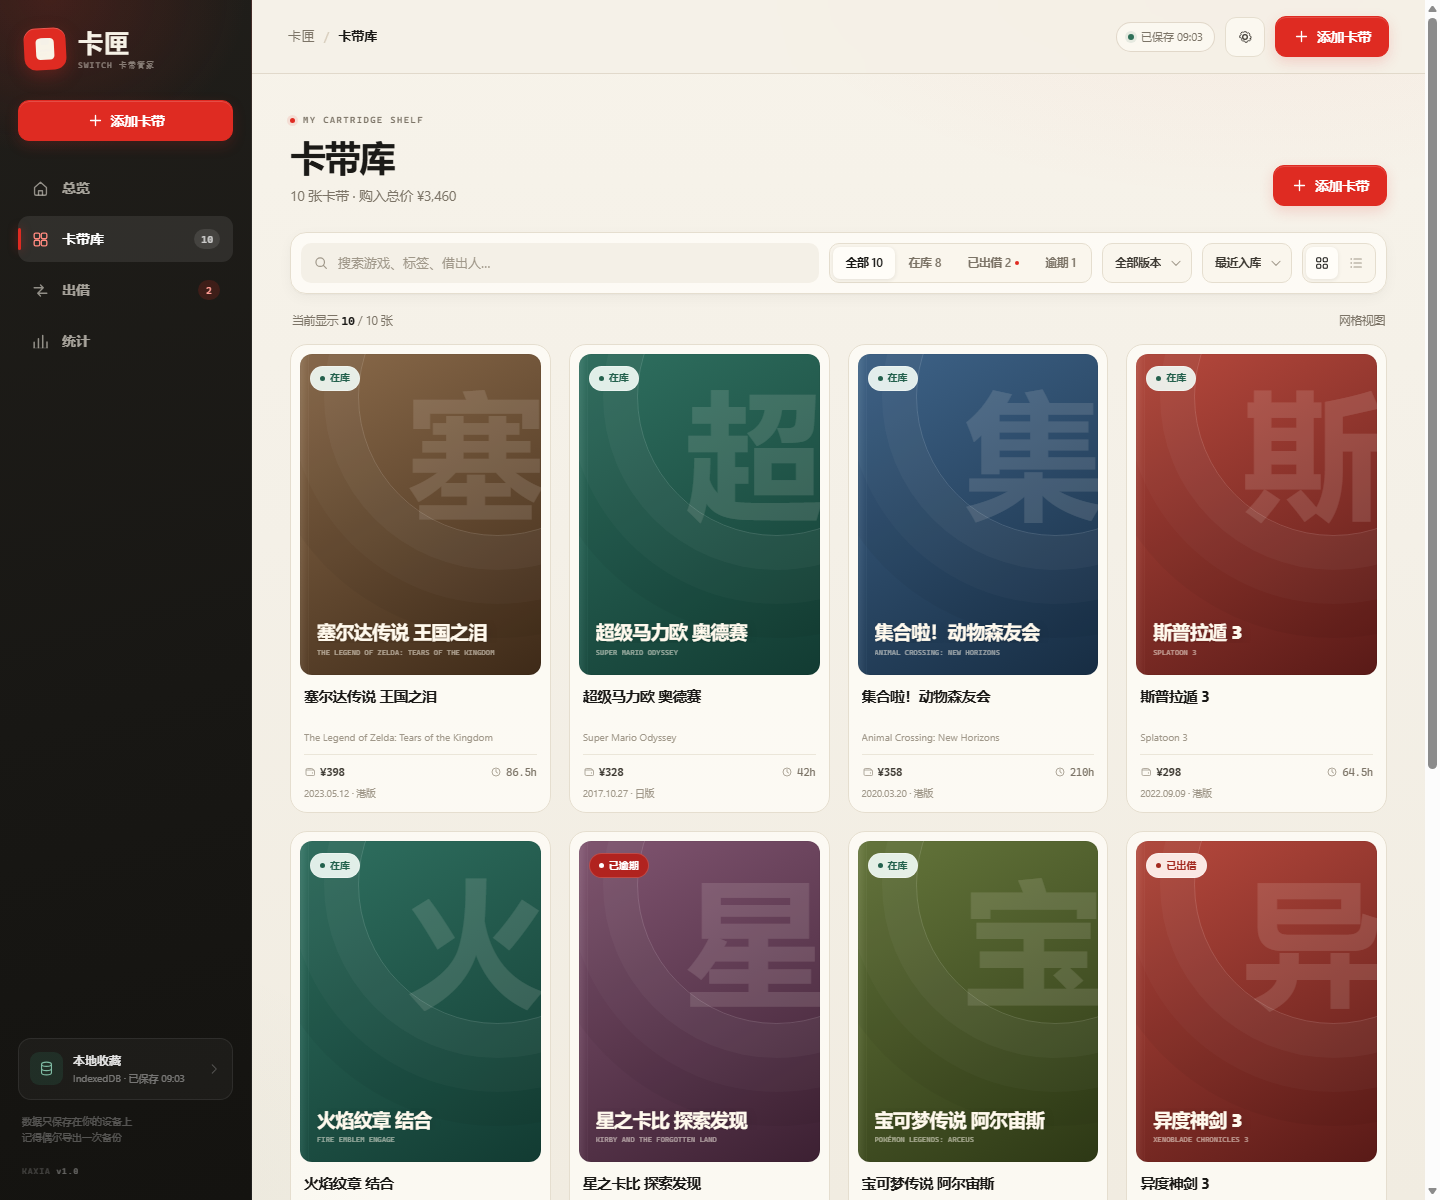 卡匣
SWITCH 卡带管家
添加卡带
总览
卡带库 10
出借 2
统计
本地收藏
IndexedDB · 已保存 09:03
数据只保存在你的设备上
记得偶尔导出一次备份
KAXIA v1.0
卡匣 / 卡带库
已保存 09:03
添加卡带
MY CARTRIDGE SHELF
卡带库
10 张卡带 · 购入总价 ¥3,460
添加卡带
搜索游戏、标签、借出人...
全部 10 在库 8 已出借 2 逾期 1
全部版本
最近入库
当前显示 10 / 10 张
网格视图
在库
塞
塞尔达传说 王国之泪
THE LEGEND OF ZELDA: TEARS OF THE KINGDOM
塞尔达传说 王国之泪
The Legend of Zelda: Tears of the Kingdom
¥398 86.5h
2023.05.12 · 港版
在库
超
超级马力欧 奥德赛
SUPER MARIO ODYSSEY
超级马力欧 奥德赛
Super Mario Odyssey
¥328 42h
2017.10.27 · 日版
在库
集
集合啦！动物森友会
ANIMAL CROSSING: NEW HORIZONS
集合啦！动物森友会
Animal Crossing: New Horizons
¥358 210h
2020.03.20 · 港版
在库
斯
斯普拉遁 3
SPLATOON 3
斯普拉遁 3
Splatoon 3
¥298 64.5h
2022.09.09 · 港版
在库
火
火焰纹章 结合
FIRE EMBLEM ENGAGE
火焰纹章 结合
已逾期
星
星之卡比 探索发现
KIRBY AND THE FORGOTTEN LAND
星之卡比 探索发现
在库
宝
宝可梦传说 阿尔宙斯
POKÉMON LEGENDS: ARCEUS
宝可梦传说 阿尔宙斯
已出借
异
异度神剑 3
XENOBLADE CHRONICLES 3
异度神剑 3